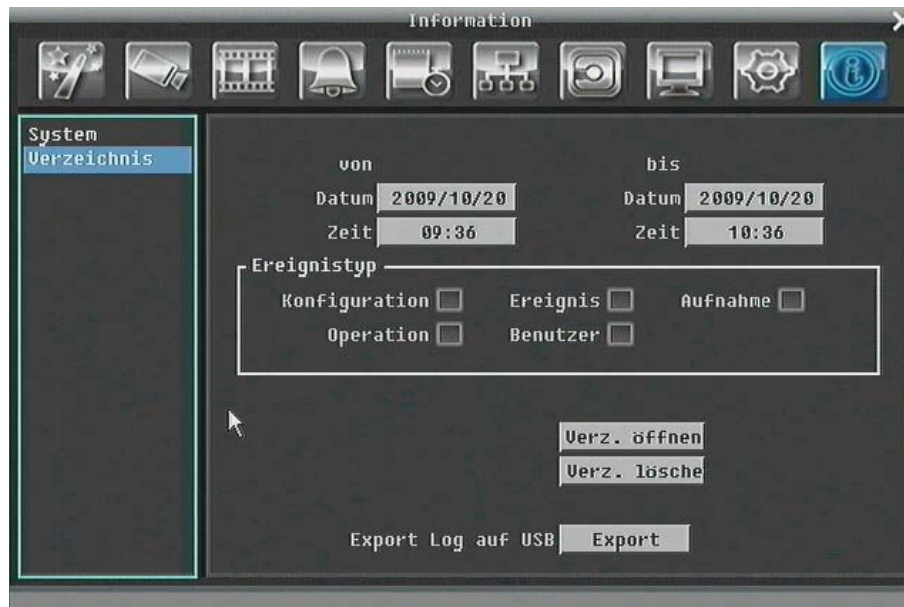 Information
System
Verzeichnis
von bis
Datum 2009/10/20 Datum 2009/10/20
Zeit 09:36 Zeit 10:36
Ereignistyp
Konfiguration Ereignis Aufnahme
Operation Benutzer
Verz. öffnen
Verz. lösche
Export Log auf USB Export